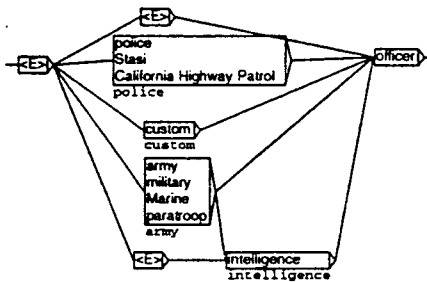 <E>
police
Stasi
California Highway Patrol
police
<E>
officer
custom
custom
army
military
Marine
paratroop
army
<E>
intelligence
intelligence